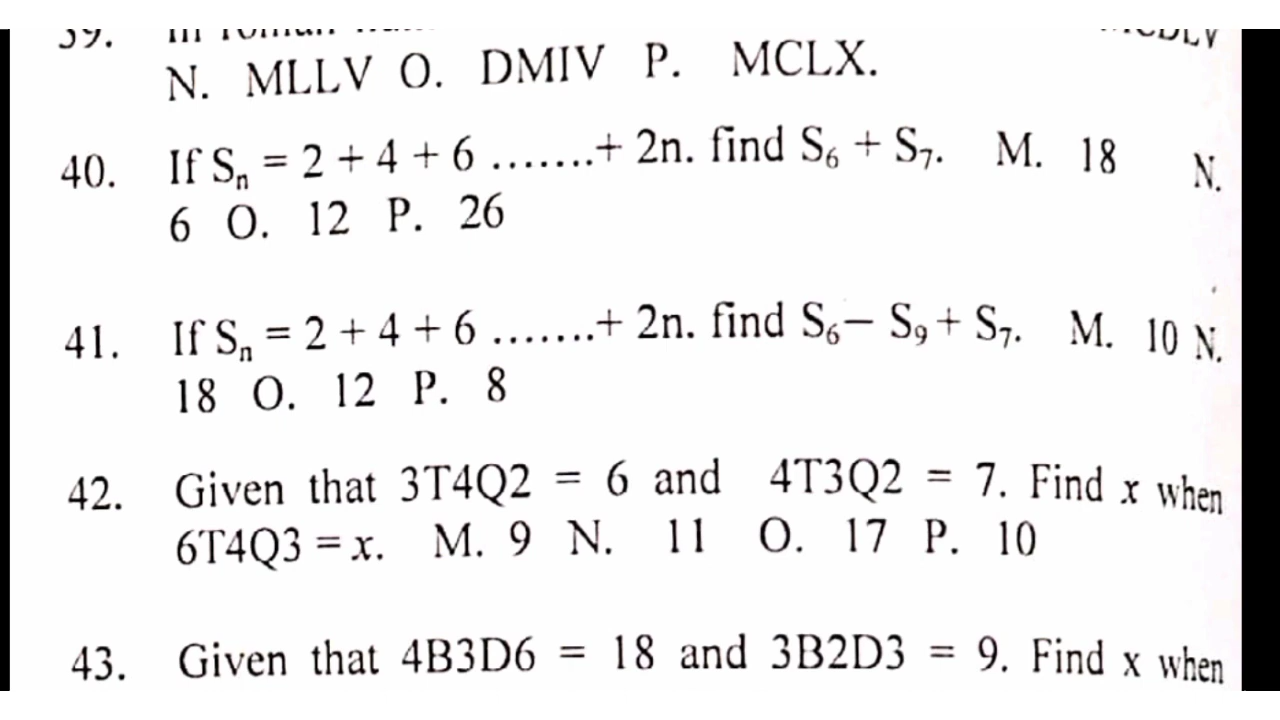 39.
N. MLLV O. DMIV P. MCLX.
40. If Sₙ = 2 + 4 + 6 .......+ 2n. find S₆ + S₇. M. 18 N.
6 O. 12 P. 26
41. If Sₙ = 2 + 4 + 6 .......+ 2n. find S₆– S₉ + S₇. M. 10 N.
18 O. 12 P. 8
42. Given that 3T4Q2 = 6 and 4T3Q2 = 7. Find x when
6T4Q3 = x. M. 9 N. 11 O. 17 P. 10
43. Given that 4B3D6 = 18 and 3B2D3 = 9. Find x when